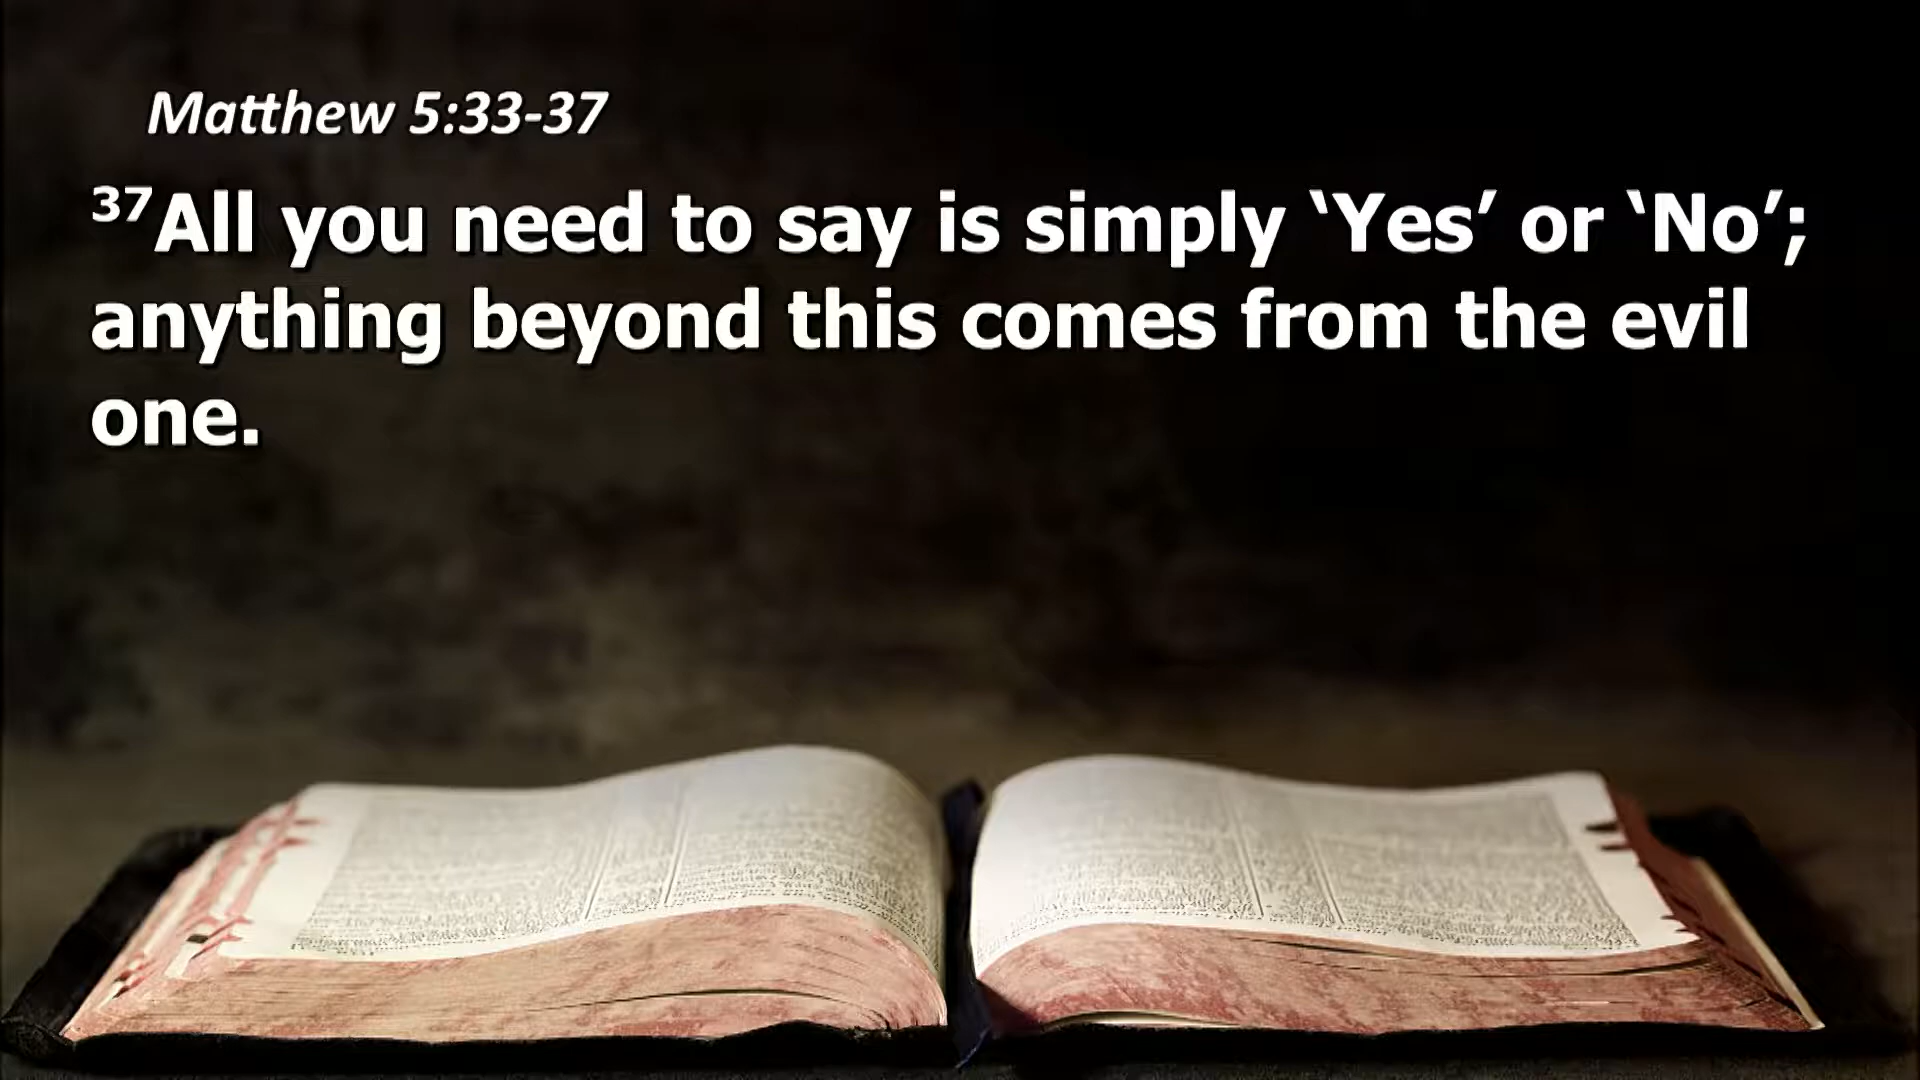 Matthew 5:33-37
³⁷All you need to say is simply ‘Yes’ or ‘No’;
anything beyond this comes from the evil
one.